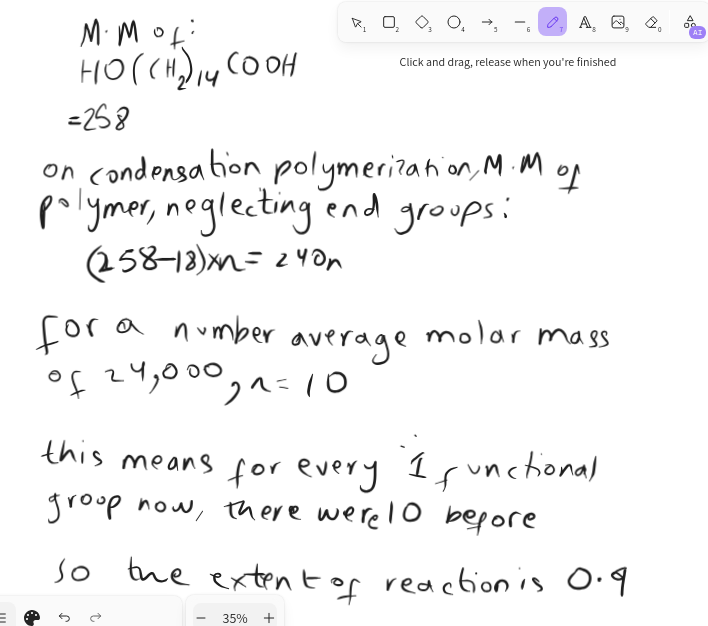 1 2 3 4 5 6 7 8 9 0 AI
Click and drag, release when you're finished
M.M of:
HO(CH2)14COOH
=258
on condensation polymerization, M.M of
polymer, neglecting end groups:
(258-18)xn= 240n
for a number average molar mass
of 24,000, n= 10
this means for every 1 functional
group now, there were 10 before
so the extent of reaction is 0.9
35%